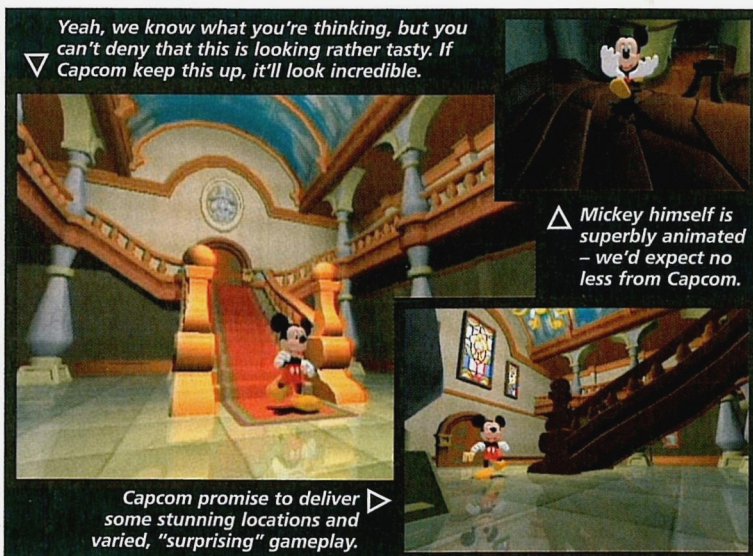 Yeah, we know what you're thinking, but you
can't deny that this is looking rather tasty. If
Capcom keep this up, it'll look incredible.
Mickey himself is
superbly animated
– we'd expect no
less from Capcom.
Capcom promise to deliver
some stunning locations and
varied, "surprising" gameplay.